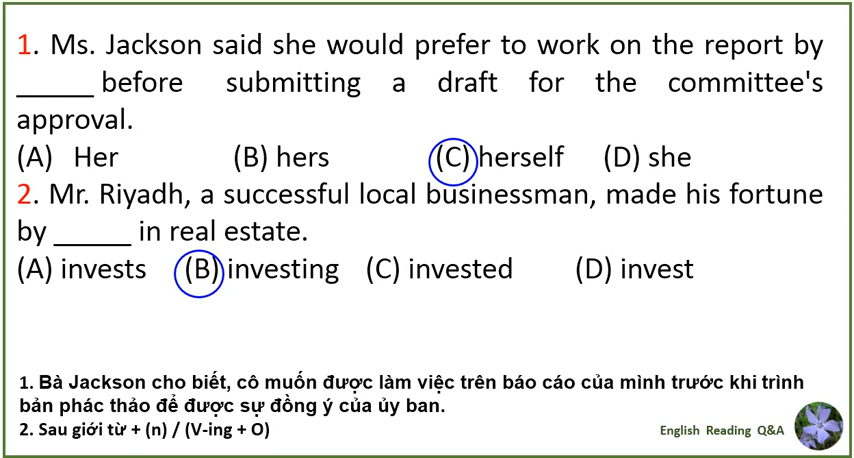 1. Ms. Jackson said she would prefer to work on the report by
______ before submitting a draft for the committee's
approval.
(A) Her (B) hers (C) herself (D) she
2. Mr. Riyadh, a successful local businessman, made his fortune
by ______ in real estate.
(A) invests (B) investing (C) invested (D) invest
1. Bà Jackson cho biết, cô muốn được làm việc trên báo cáo của mình trước khi trình
bản phác thảo để được sự đồng ý của ủy ban.
2. Sau giới từ + (n) / (V-ing + O)
English Reading Q&A